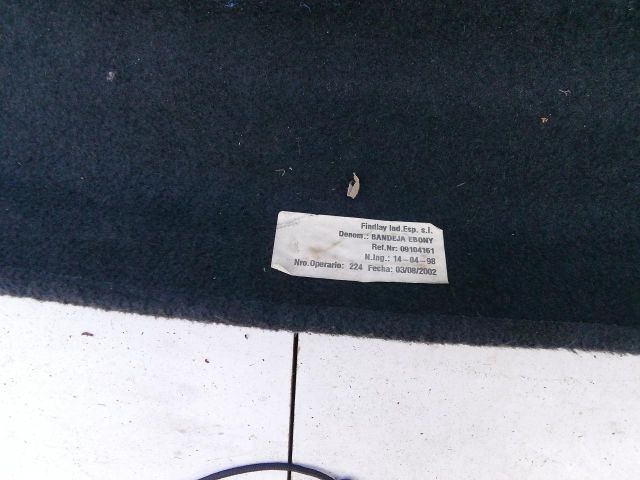 Findlay Ind.Esp. s.l.
Denom.: BANDEJA EBONY
Ref.Nr: 09104161
N.Ing.: 14-04-98
Nro.Operario: 224 Fecha: 03/08/2002